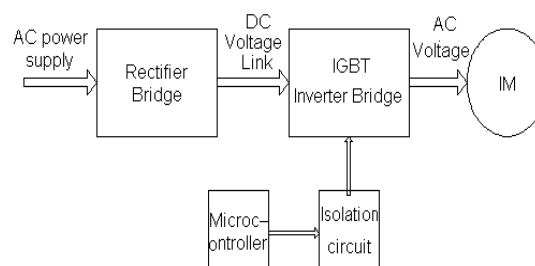 AC power
supply
Rectifier
Bridge
DC
Voltage
Link
IGBT
Inverter Bridge
AC
Voltage
IM
Microc-
ontroller
Isolation
circuit